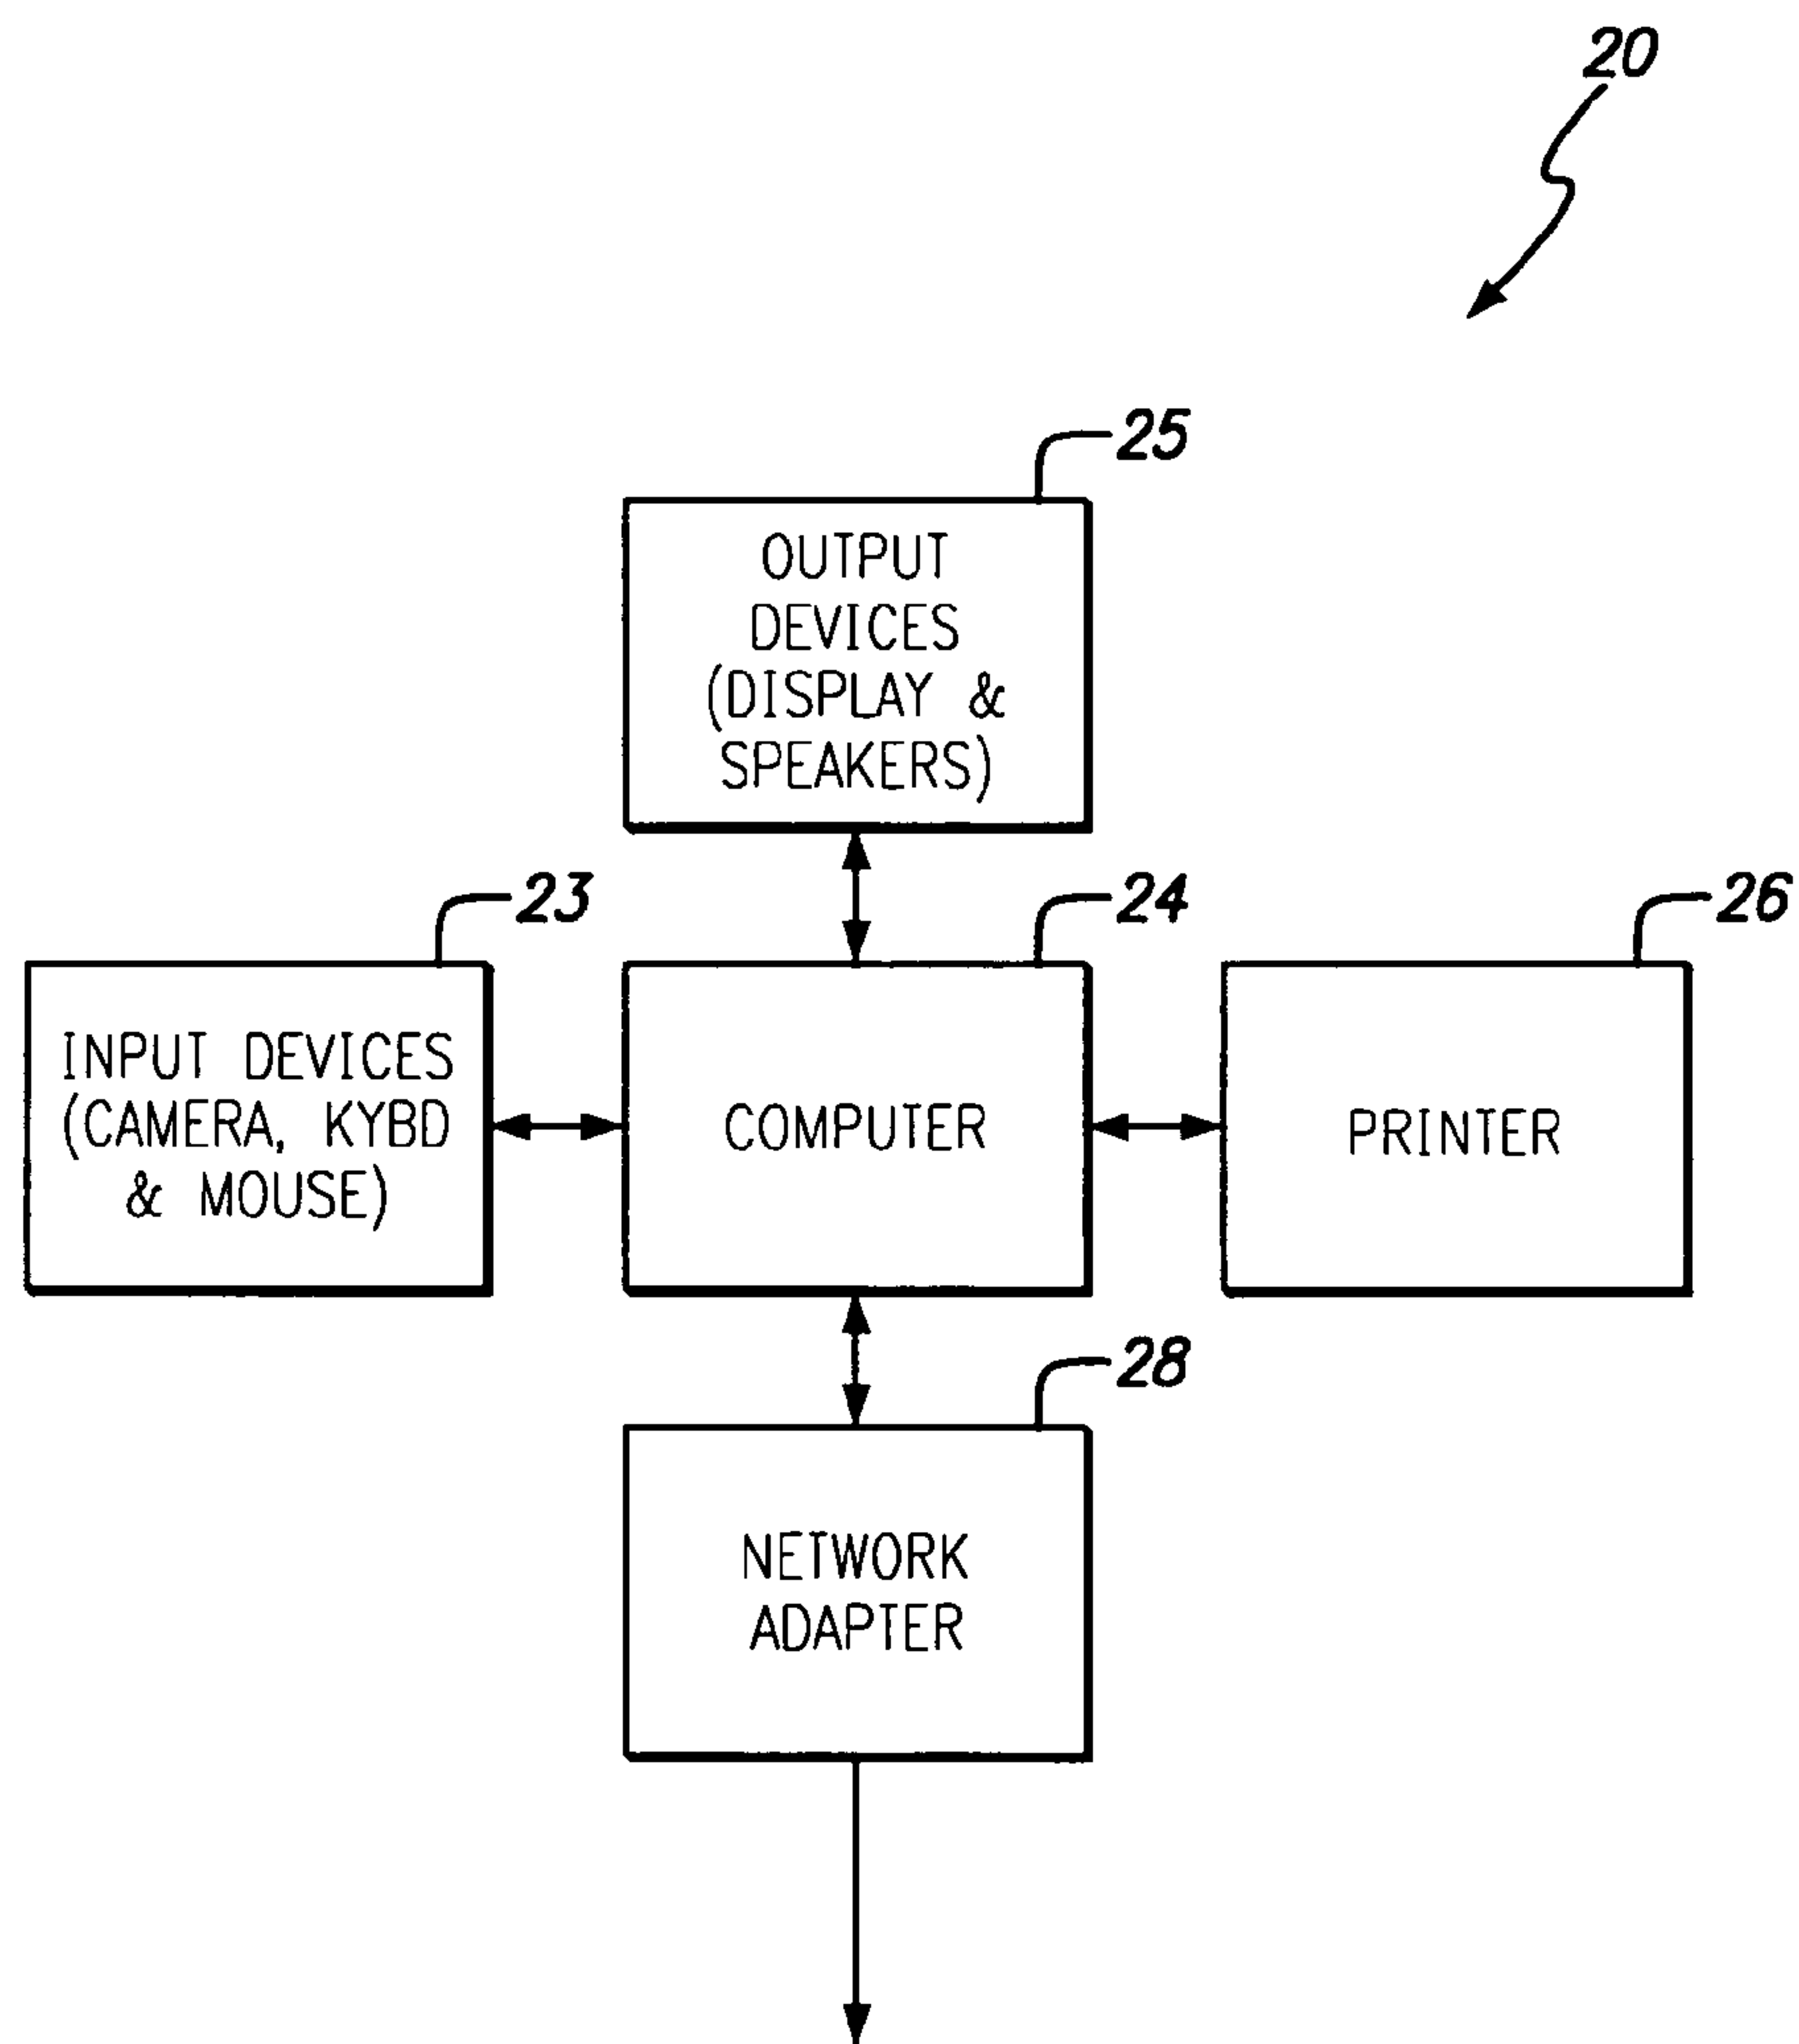 20
25
OUTPUT
DEVICES
(DISPLAY &
SPEAKERS)
23
24
26
INPUT DEVICES
(CAMERA, KYBD
& MOUSE)
COMPUTER
PRINTER
28
NETWORK
ADAPTER